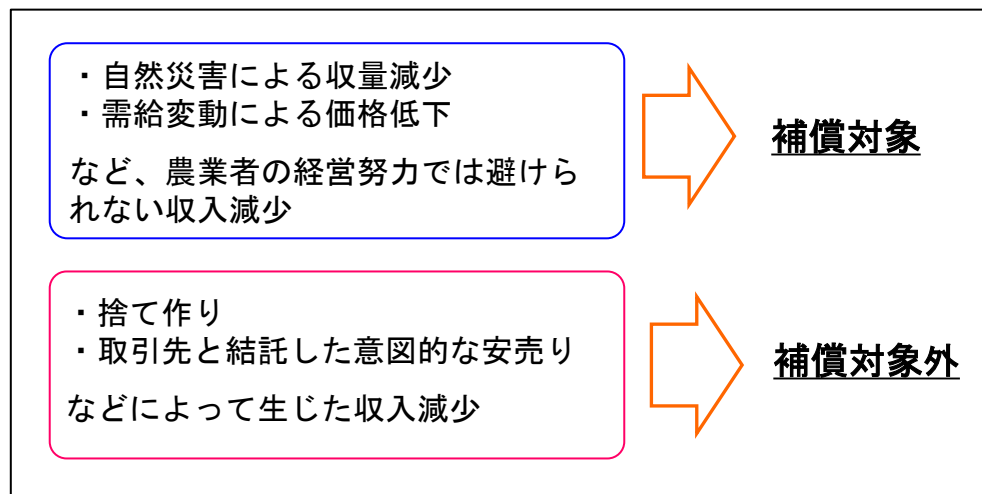 ・自然災害による収量減少
・需給変動による価格低下
など、農業者の経営努力では避けら
れない収入減少
補償対象
・捨て作り
・取引先と結託した意図的な安売り
などによって生じた収入減少
補償対象外